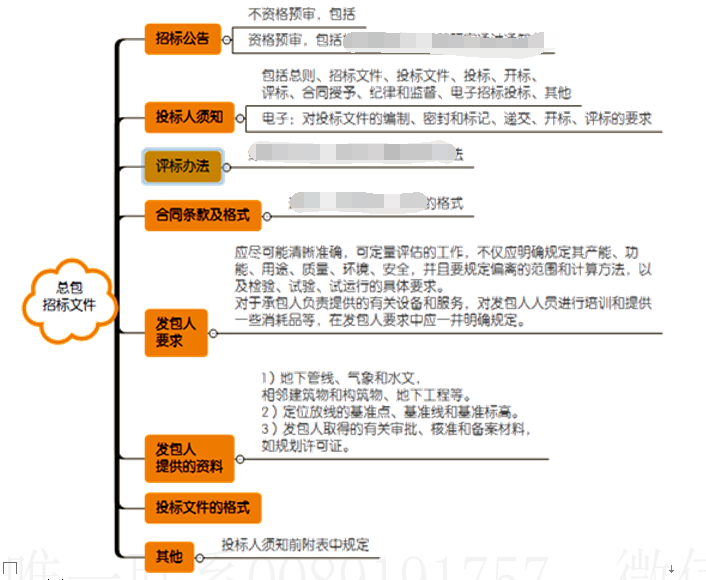 不资格预审，包括
招标公告
资格预审，包括
包括总则、招标文件、投标文件、投标、开标、
评标、合同授予、纪律和监督、电子招标投标、其他
投标人须知
电子：对投标文件的编制、密封和标记、递交、开标、评标的要求
评标办法
法
合同条款及格式
的格式
总包
招标文件
应尽可能清晰准确，可定量评估的工作，不仅应明确规定其产能、功
能、用途、质量、环境、安全，并且要规定偏离的范围和计算方法，以
及检验、试验、试运行的具体要求。
对于承包人负责提供的有关设备和服务，对发包人人员进行培训和提供
一些消耗品等，在发包人要求中应一并明确规定。
发包人
要求
1）地下管线、气象和水文，
相邻建筑物和构筑物、地下工程等。
2）定位放线的基准点、基准线和基准标高。
3）发包人取得的有关审批、核准和备案材料，
如规划许可证。
发包人
提供的资料
投标文件的格式
其他
投标人须知前附表中规定